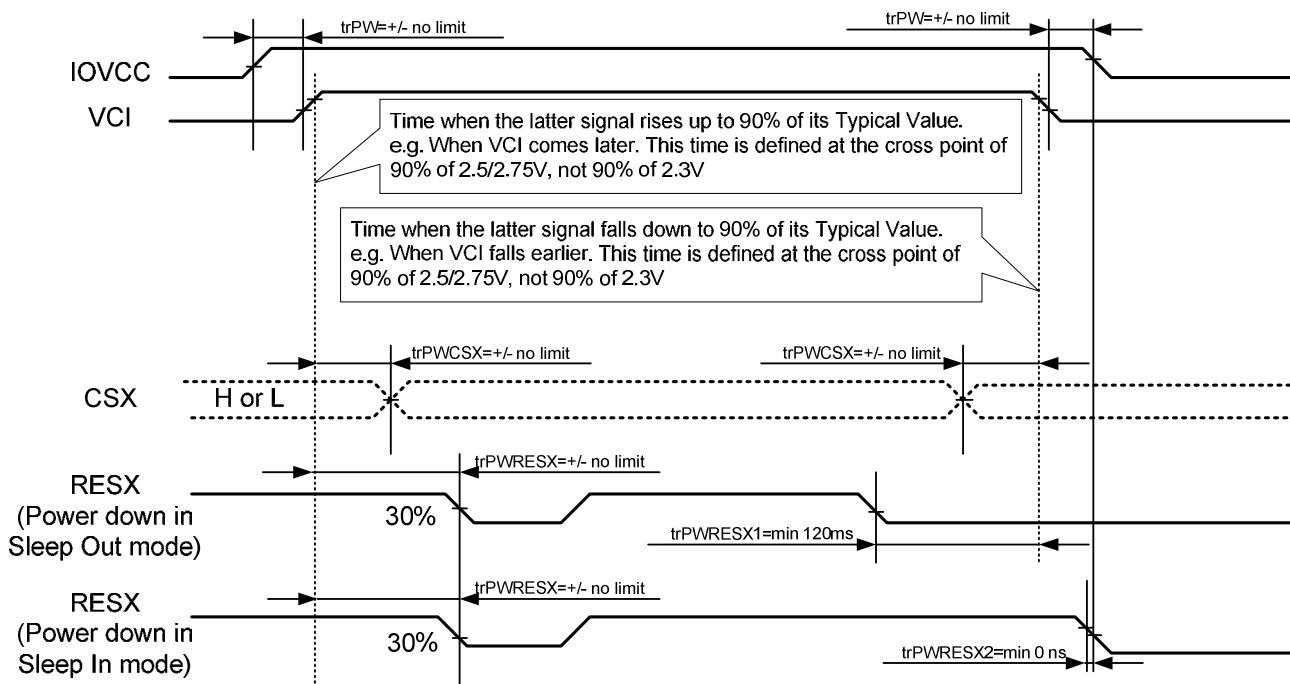 trPW=+/- no limit
trPW=+/- no limit
IOVCC
VCI
Time when the latter signal rises up to 90% of its Typical Value.
e.g. When VCI comes later. This time is defined at the cross point of
90% of 2.5/2.75V, not 90% of 2.3V
Time when the latter signal falls down to 90% of its Typical Value.
e.g. When VCI falls earlier. This time is defined at the cross point of
90% of 2.5/2.75V, not 90% of 2.3V
trPWCSX=+/- no limit
trPWCSX=+/- no limit
CSX
H or L
trPWRESX=+/- no limit
RESX
(Power down in
Sleep Out mode)
30%
trPWRESX1=min 120ms
trPWRESX=+/- no limit
RESX
(Power down in
Sleep In mode)
30%
trPWRESX2=min 0 ns